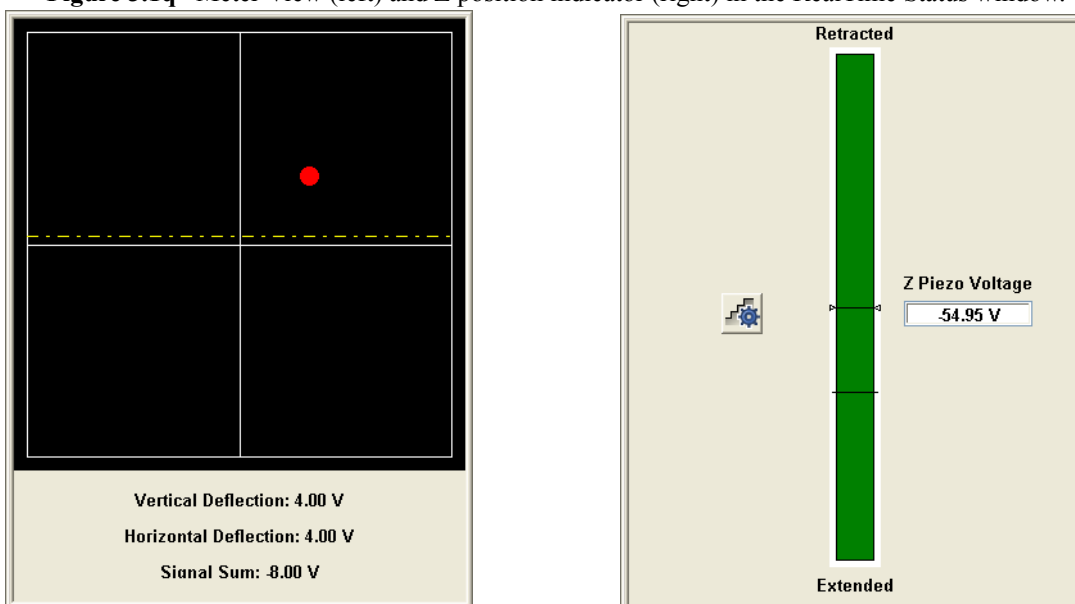 Figure 3.1q Meter View (left) and Z position indicator (right) in the RealTime Status window.
Vertical Deflection: 4.00 V
Horizontal Deflection: 4.00 V
Signal Sum: -8.00 V
Retracted
Z Piezo Voltage
-54.95 V
Extended